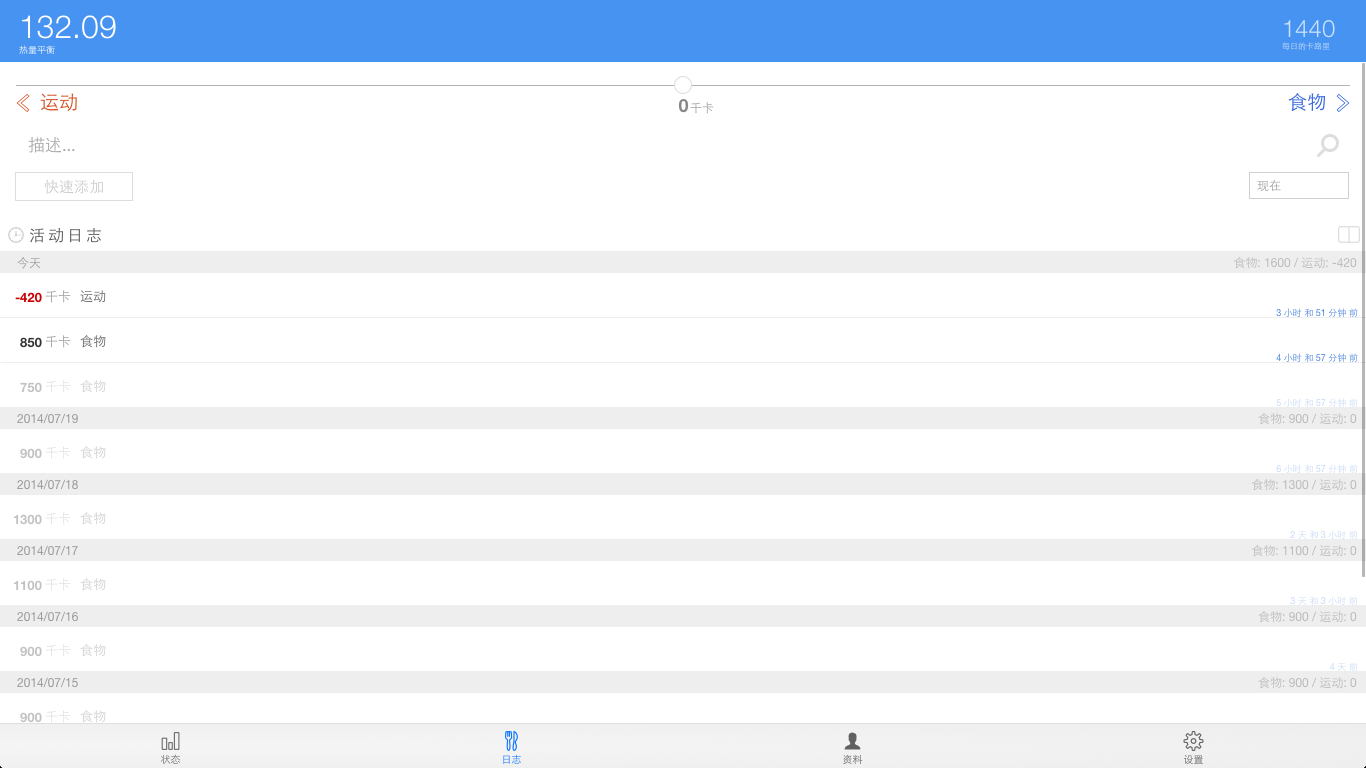 132.09
热量平衡
1440
每日的卡路里
运动
0千卡
食物
描述...
快速添加
现在
活动日志
今天 食物: 1600 / 运动: -420
-420 千卡 运动
3 小时 和 51 分钟 前
850 千卡 食物
4 小时 和 57 分钟 前
750 千卡 食物
5 小时 和 57 分钟 前
2014/07/19 食物: 900 / 运动: 0
900 千卡 食物
6 小时 和 57 分钟 前
2014/07/18 食物: 1300 / 运动: 0
1300 千卡 食物
2 天 和 3 小时 前
2014/07/17 食物: 1100 / 运动: 0
1100 千卡 食物
3 天 和 3 小时 前
2014/07/16 食物: 900 / 运动: 0
900 千卡 食物
4 天 前
2014/07/15 食物: 900 / 运动: 0
900 千卡 食物
状态 日志 资料 设置